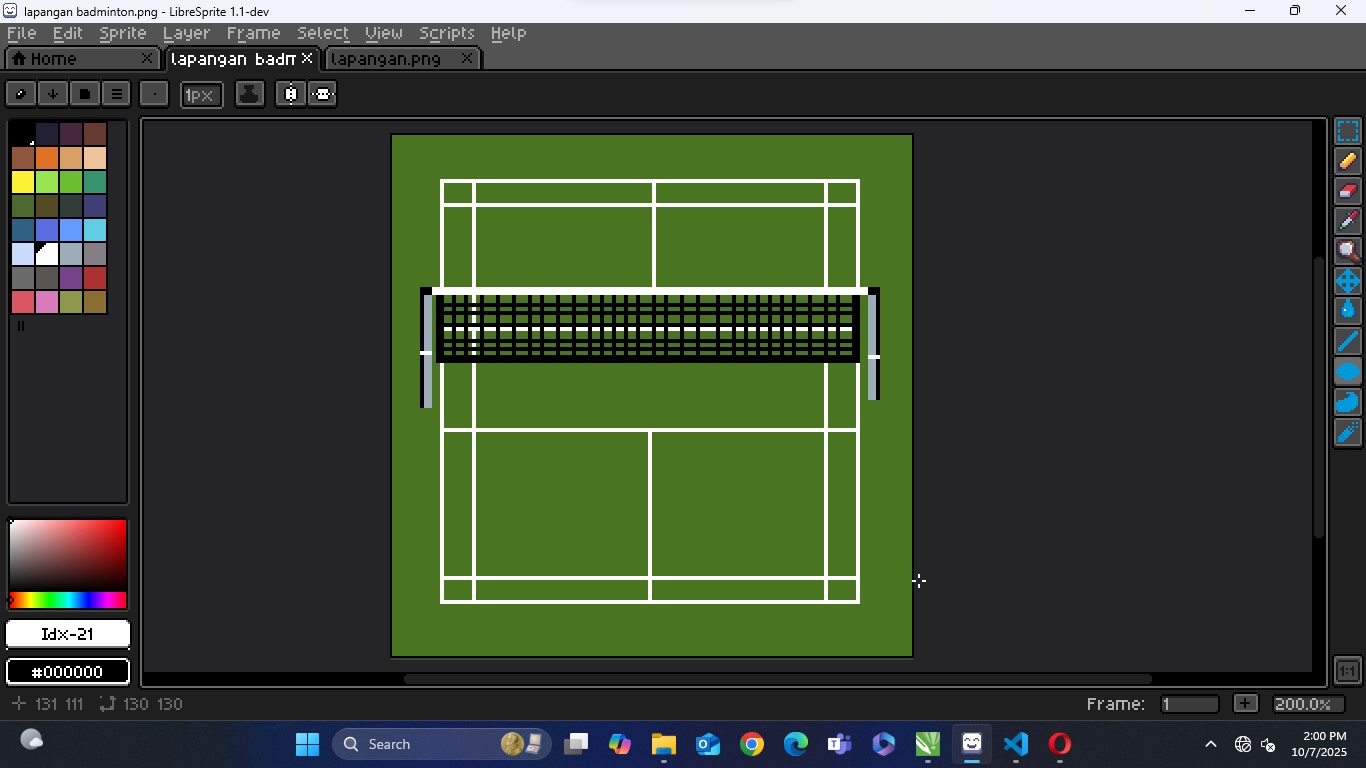 lapangan badminton.png - LibreSprite 1.1-dev
File Edit Sprite Layer Frame Select View Scripts Help
Home lapangan badm lapangan.png
1px
Idx-21
#000000
1:1
131 111 130 130 Frame: 1 + 200.0%
Search
2:00 PM
10/7/2025